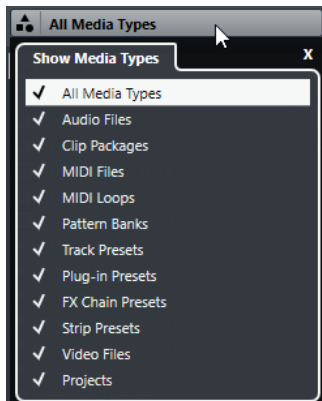 All Media Types
Show Media Types X
All Media Types
Audio Files
Clip Packages
MIDI Files
MIDI Loops
Pattern Banks
Track Presets
Plug-in Presets
FX Chain Presets
Strip Presets
Video Files
Projects